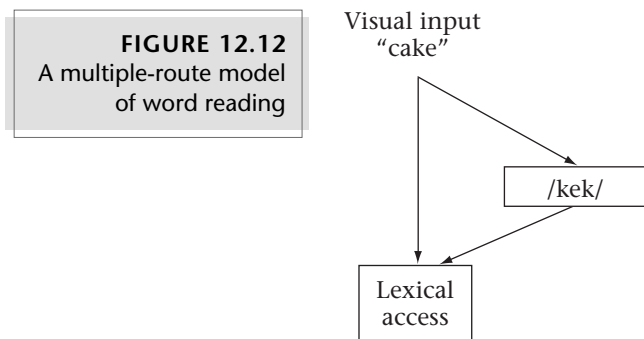 FIGURE 12.12
A multiple-route model
of word reading
Visual input
“cake”
/kek/
Lexical
access